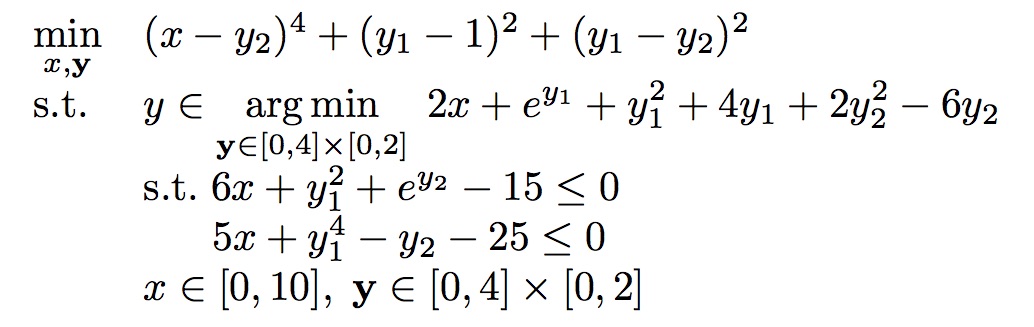 min x,y (x − y₂)⁴ + (y₁ − 1)² + (y₁ − y₂)²
s.t. y ∈ arg min y∈[0,4]×[0,2] 2x + e^{y₁} + y₁² + 4y₁ + 2y₂² − 6y₂
s.t. 6x + y₁² + e^{y₂} − 15 ≤ 0
5x + y₁⁴ − y₂ − 25 ≤ 0
x ∈ [0, 10], y ∈ [0, 4] × [0, 2]